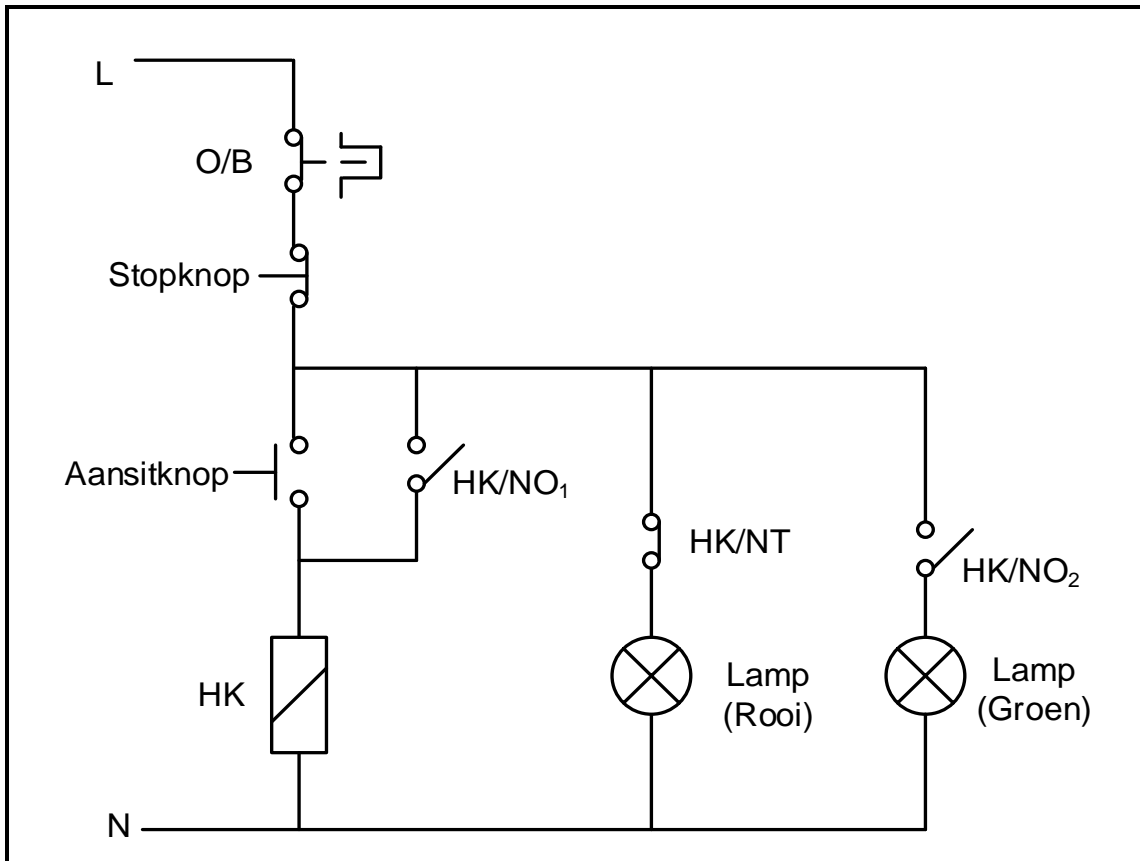 L
O/B
Stopknop
Aansitknop
HK/NO₁
HK/NT
HK/NO₂
HK
Lamp
(Rooi)
Lamp
(Groen)
N